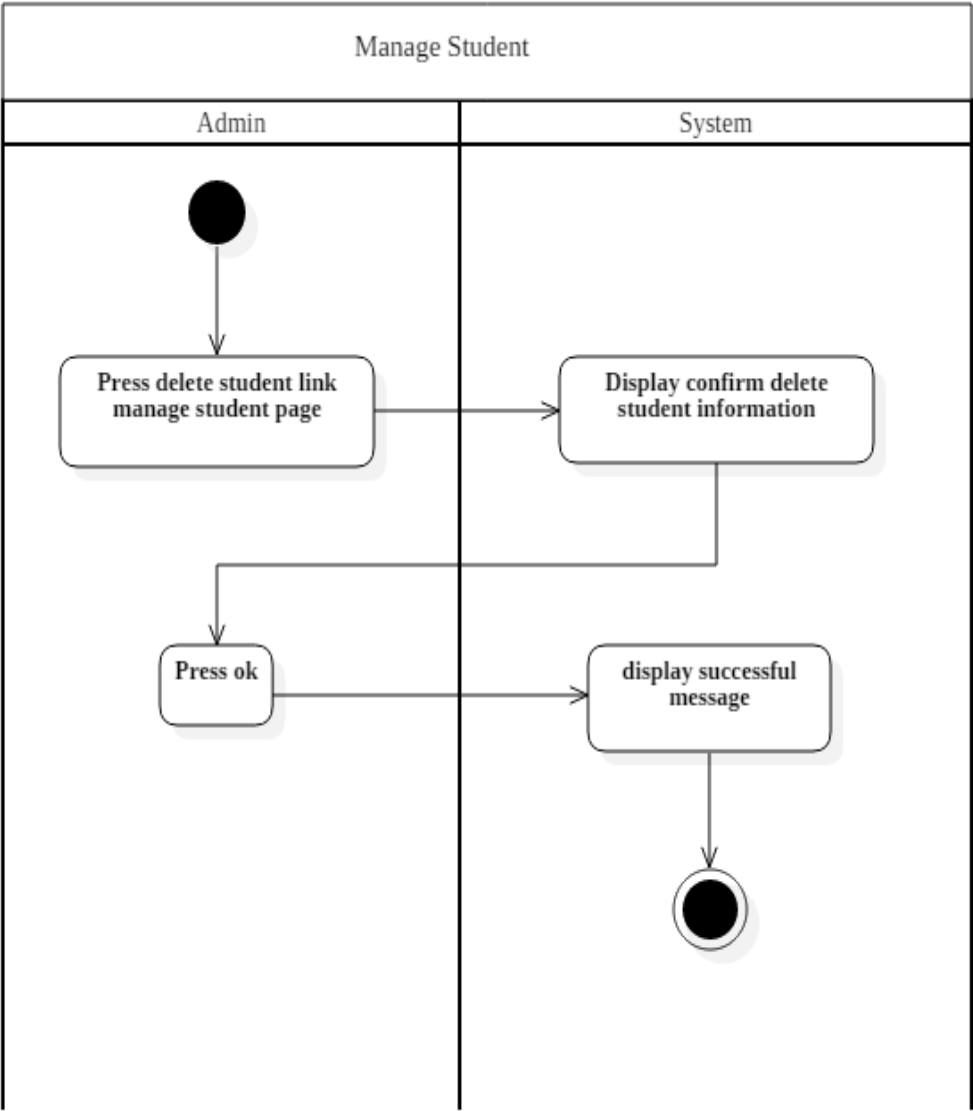 Manage Student
Admin
System
Press delete student link
manage student page
Display confirm delete
student information
Press ok
display successful
message